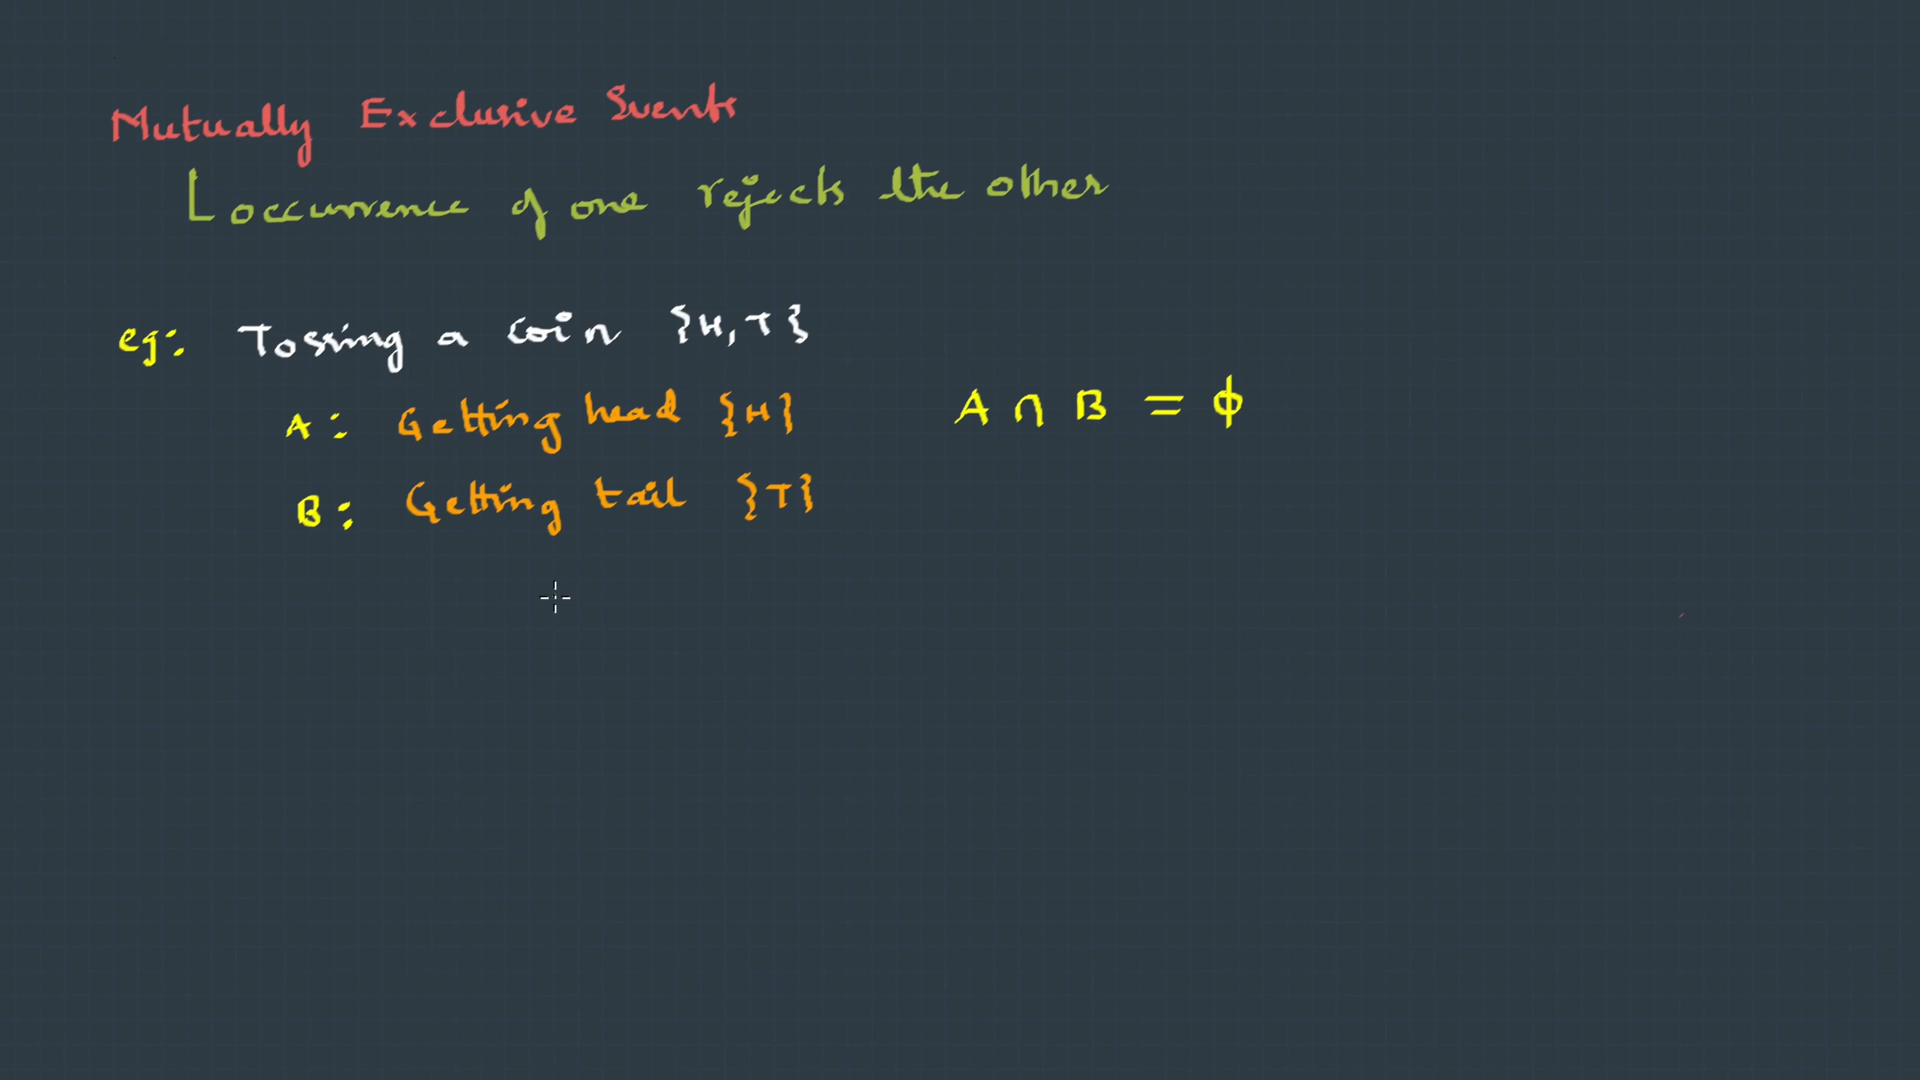 Mutually Exclusive Events
occurrence of one rejects the other
eg: Tossing a coin {H, T}
A: Getting head {H}
A ∩ B = ϕ
B: Getting tail {T}